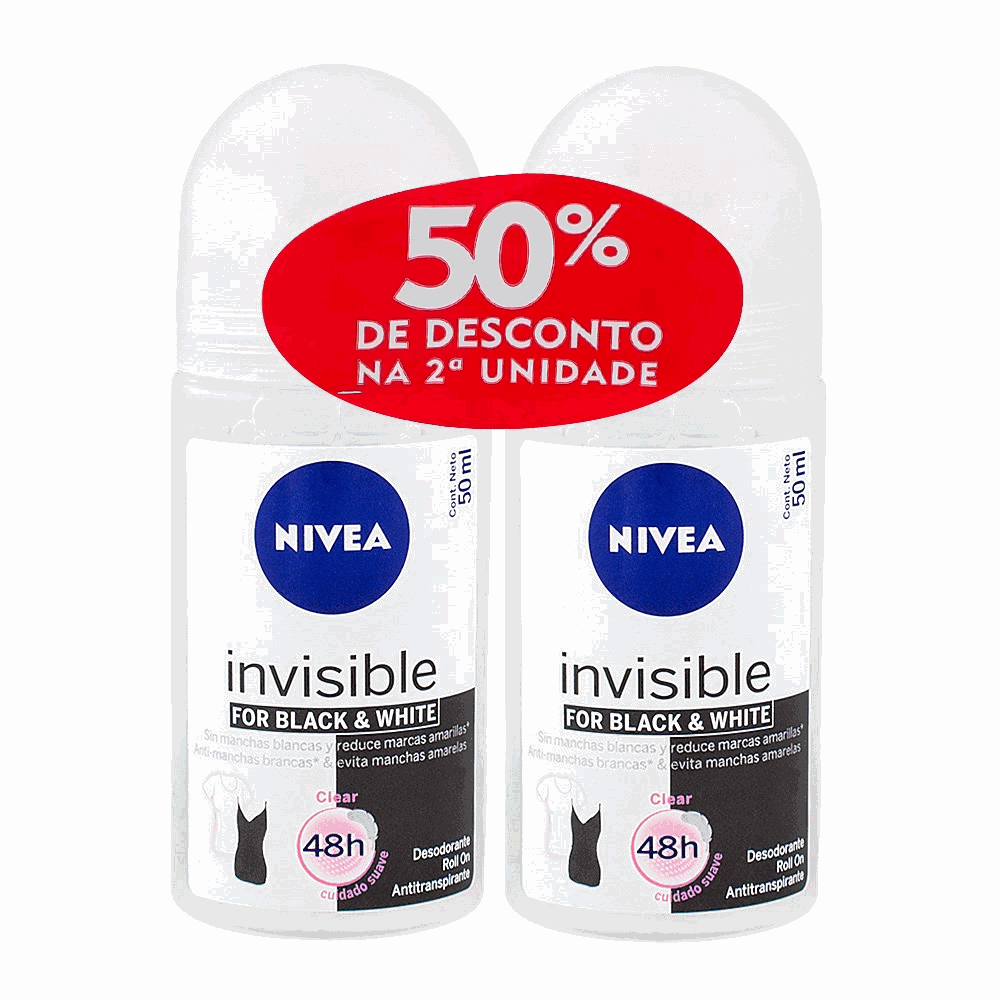 50%
DE DESCONTO
NA 2ª UNIDADE
Cont. Neto
50 ml
NIVEA
invisible
FOR BLACK & WHITE
Sin manchas blancas y reduce marcas amarillas*
Anti-manchas brancas* & evita manchas amarelas
Clear
48h
cuidado suave
Desodorante
Roll On
Antitranspirante
Cont. Neto
50 ml
NIVEA
invisible
FOR BLACK & WHITE
Sin manchas blancas y reduce marcas amarillas*
Anti-manchas brancas* & evita manchas amarelas
Clear
48h
cuidado suave
Desodorante
Roll On
Antitranspirante